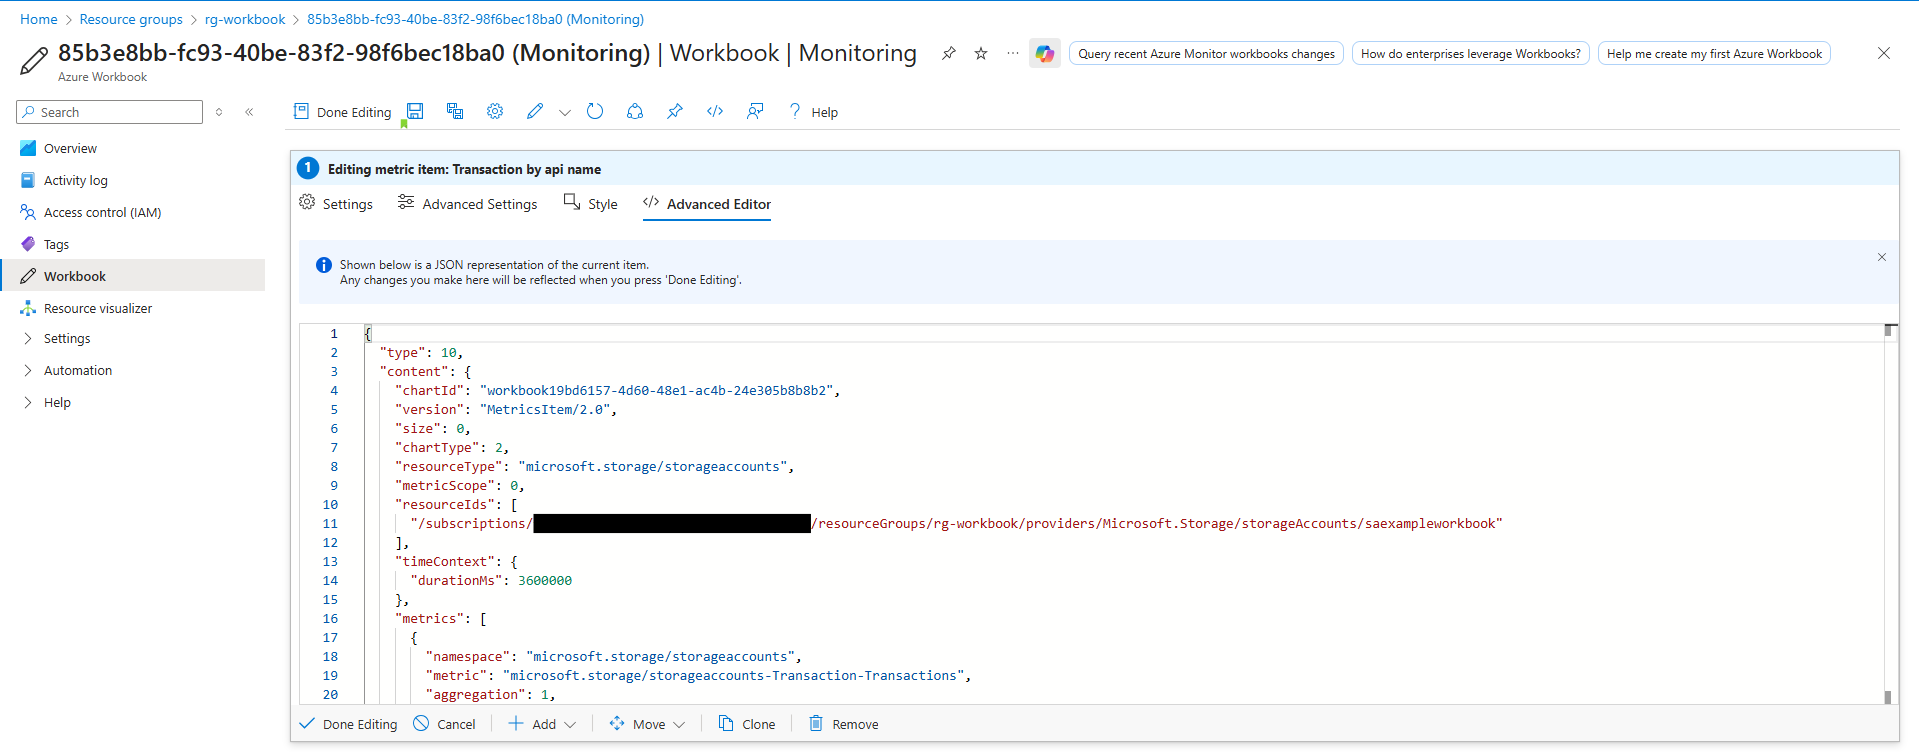 Home > Resource groups > rg-workbook > 85b3e8bb-fc93-40be-83f2-98f6bec18ba0 (Monitoring)
85b3e8bb-fc93-40be-83f2-98f6bec18ba0 (Monitoring) | Workbook | Monitoring
Query recent Azure Monitor workbooks changes
How do enterprises leverage Workbooks?
Help me create my first Azure Workbook
Azure Workbook
Search
Done Editing
Help
Overview
Activity log
Access control (IAM)
Tags
Workbook
Resource visualizer
Settings
Automation
Help
1 Editing metric item: Transaction by api name
Settings
Advanced Settings
Style
Advanced Editor
Shown below is a JSON representation of the current item.
Any changes you make here will be reflected when you press 'Done Editing'.
1 {
2 "type": 10,
3 "content": {
4 "chartId": "workbook19bd6157-4d60-48e1-ac4b-24e305b8b8b2",
5 "version": "MetricsItem/2.0",
6 "size": 0,
7 "chartType": 2,
8 "resourceType": "microsoft.storage/storageaccounts",
9 "metricScope": 0,
10 "resourceIds": [
11 "/subscriptions/ /resourceGroups/rg-workbook/providers/Microsoft.Storage/storageAccounts/saexampleworkbook"
12 ],
13 "timeContext": {
14 "durationMs": 3600000
15 },
16 "metrics": [
17 {
18 "namespace": "microsoft.storage/storageaccounts",
19 "metric": "microsoft.storage/storageaccounts-Transaction-Transactions",
20 "aggregation": 1,
Done Editing
Cancel
Add
Move
Clone
Remove